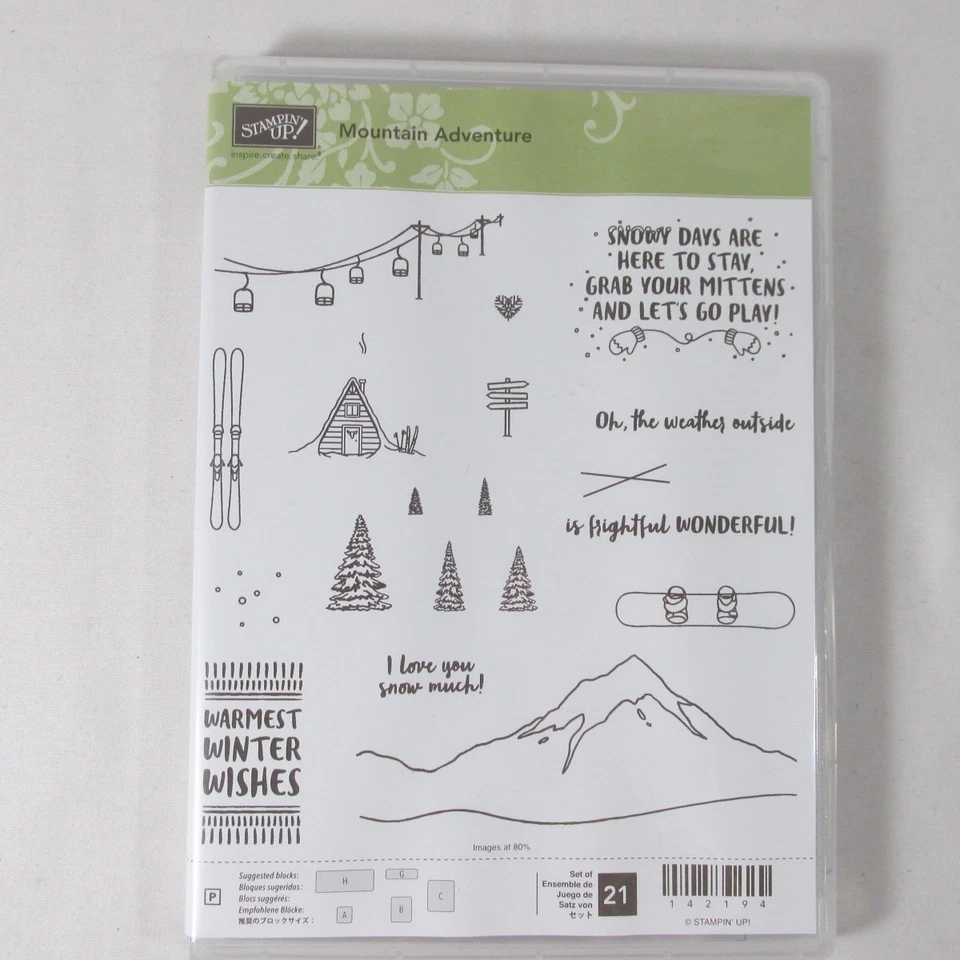 STAMPIN' UP!®
inspire.create.share.®
Mountain Adventure
SNOWY DAYS ARE
HERE TO STAY,
GRAB YOUR MITTENS
AND LET'S GO PLAY!
Oh, the weather outside
is frightful WONDERFUL!
I love you
snow much!
WARMEST
WINTER
WISHES
Images at 80%
P
Suggested blocks:
Bloques sugeridos:
Blocs suggérés:
Empfohlene Blöcke:
推奨のブロックサイズ：
H
G
C
A
B
Set of
Ensemble de
Juego de
Satz von
セット
21
142194
© STAMPIN' UP!